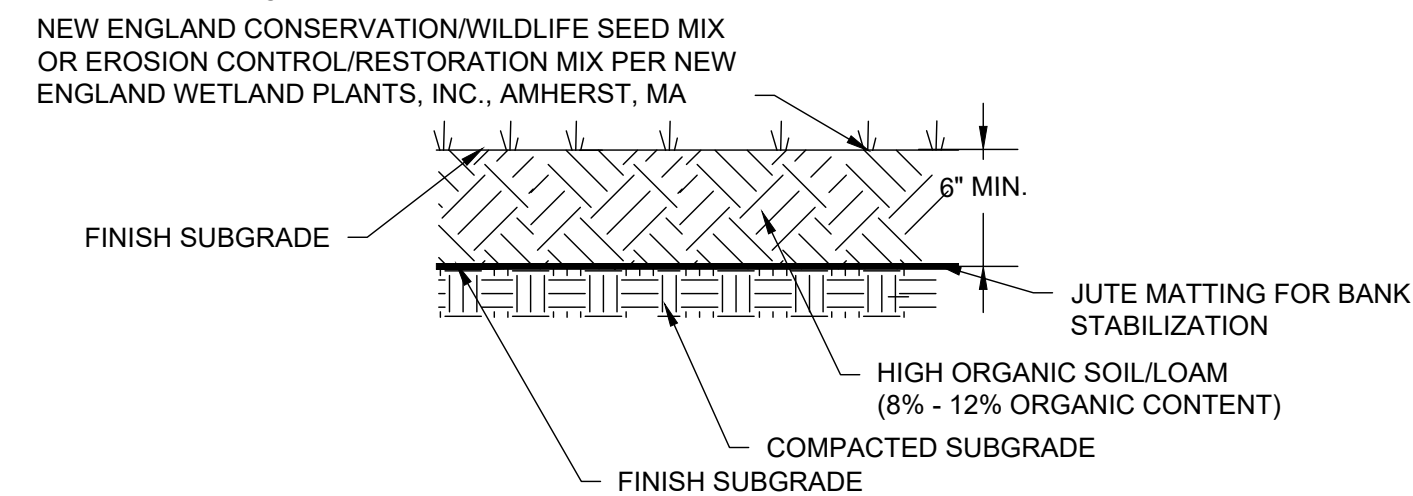 NEW ENGLAND CONSERVATION/WILDLIFE SEED MIX
OR EROSION CONTROL/RESTORATION MIX PER NEW
ENGLAND WETLAND PLANTS, INC., AMHERST, MA
6" MIN.
FINISH SUBGRADE
JUTE MATTING FOR BANK
STABILIZATION
HIGH ORGANIC SOIL/LOAM
(8% - 12% ORGANIC CONTENT)
COMPACTED SUBGRADE
FINISH SUBGRADE